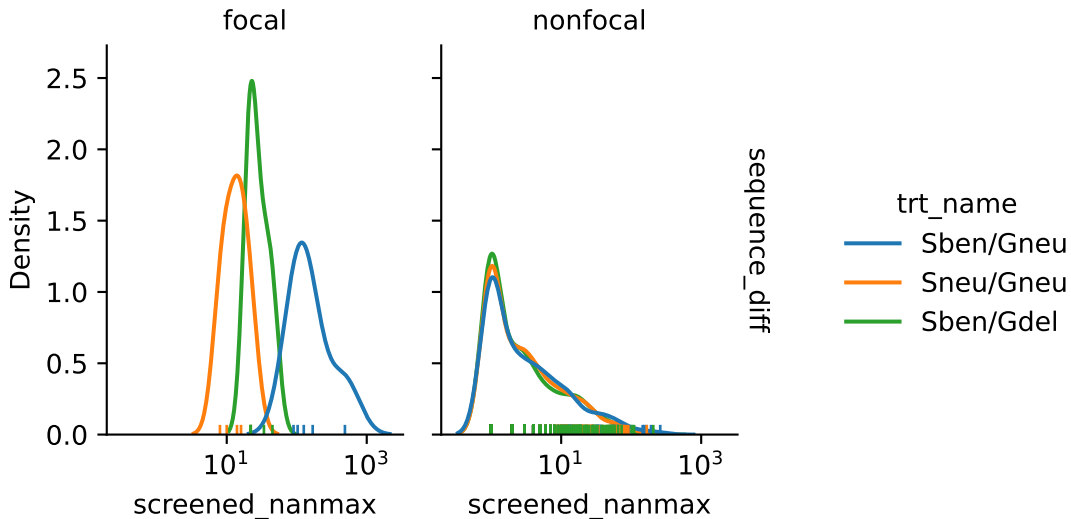 focal
nonfocal
Density
0.0
0.5
1.0
1.5
2.0
2.5
10^1
10^3
10^1
10^3
screened_nanmax
screened_nanmax
sequence_diff
trt_name
Sben/Gneu
Sneu/Gneu
Sben/Gdel